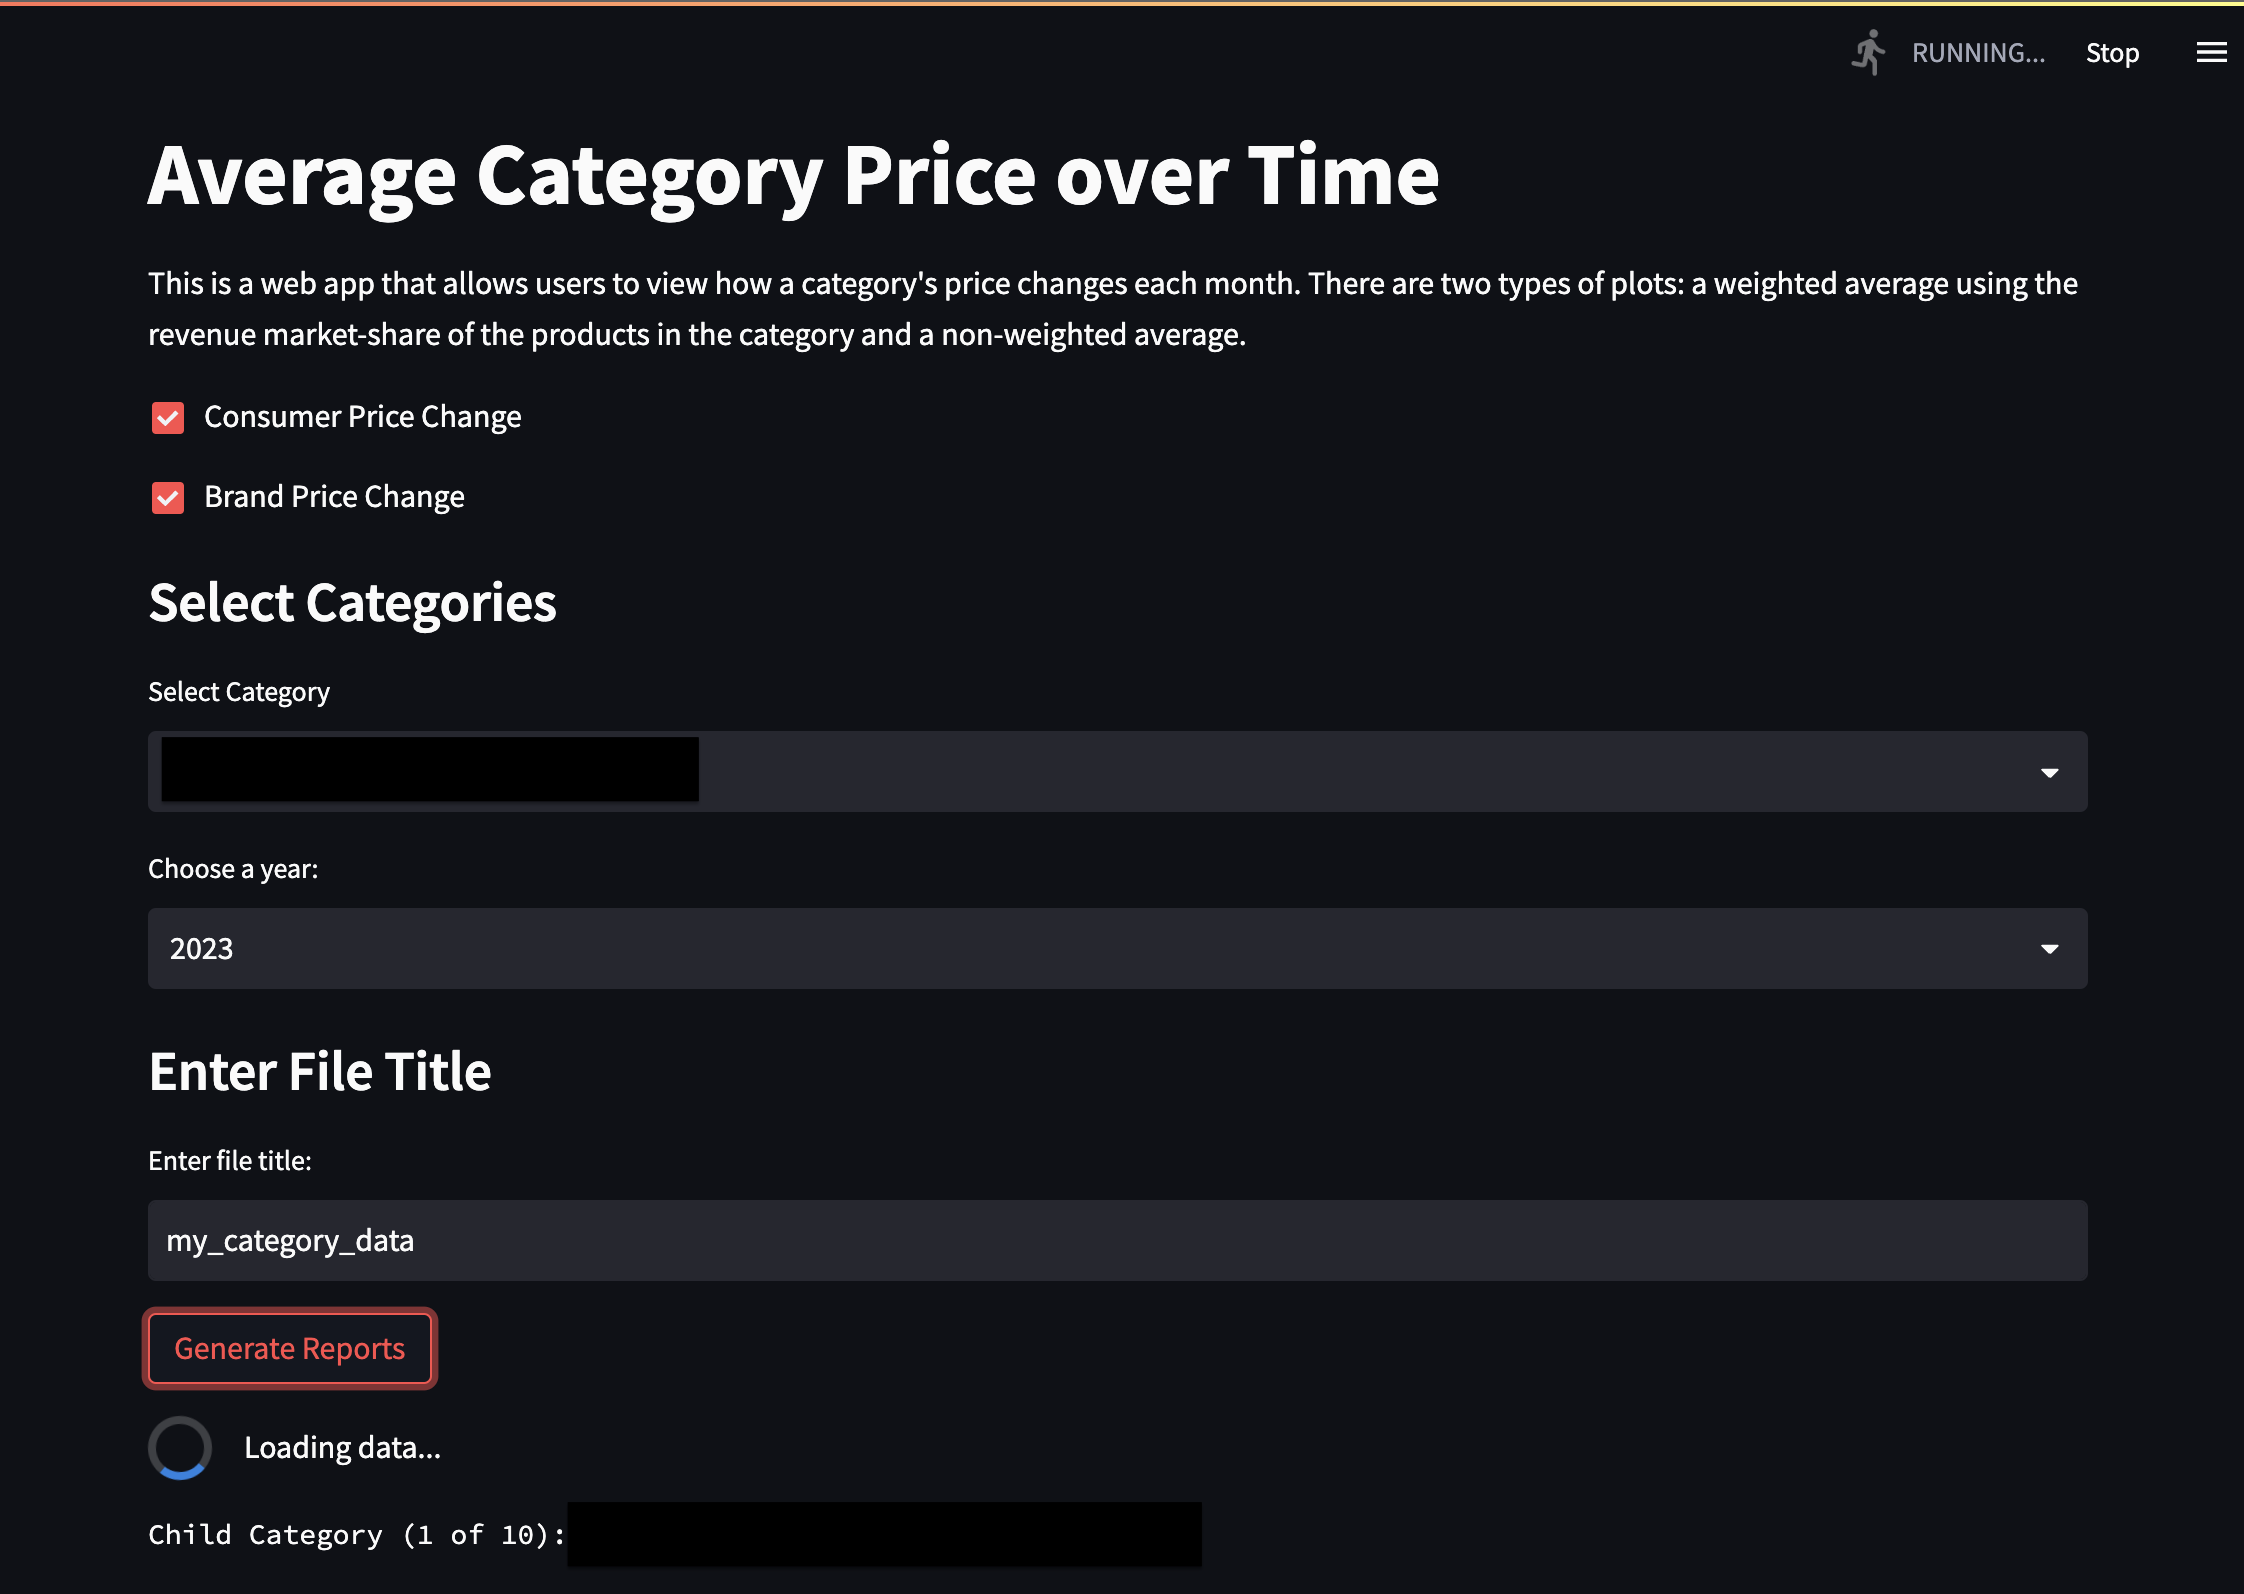 RUNNING...
Stop
Average Category Price over Time
This is a web app that allows users to view how a category's price changes each month. There are two types of plots: a weighted average using the
revenue market-share of the products in the category and a non-weighted average.
Consumer Price Change
Brand Price Change
Select Categories
Select Category
Choose a year:
2023
Enter File Title
Enter file title:
my_category_data
Generate Reports
Loading data...
Child Category (1 of 10):